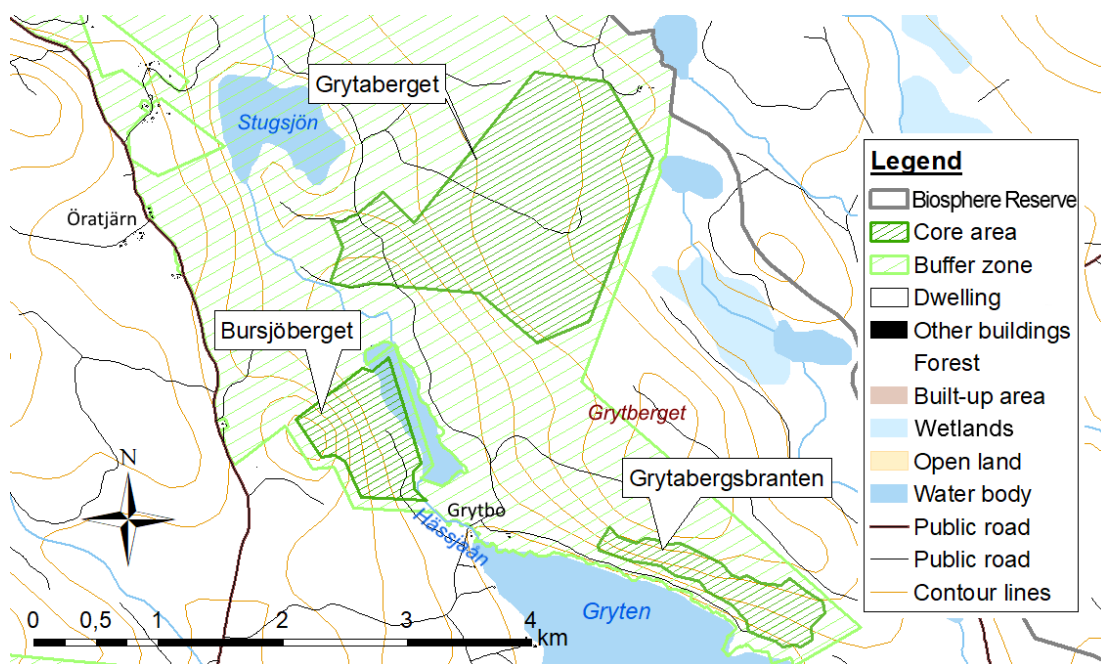 Grytaberget
Stugsjön
Öratjärn
Bursjöberget
Grytberget
Grytabergsbranten
Grytbo
Hässjaån
Gryten
N
0 0,5 1 2 3 4
km
Legend
Biosphere Reserve
Core area
Buffer zone
Dwelling
Other buildings
Forest
Built-up area
Wetlands
Open land
Water body
Public road
Public road
Contour lines